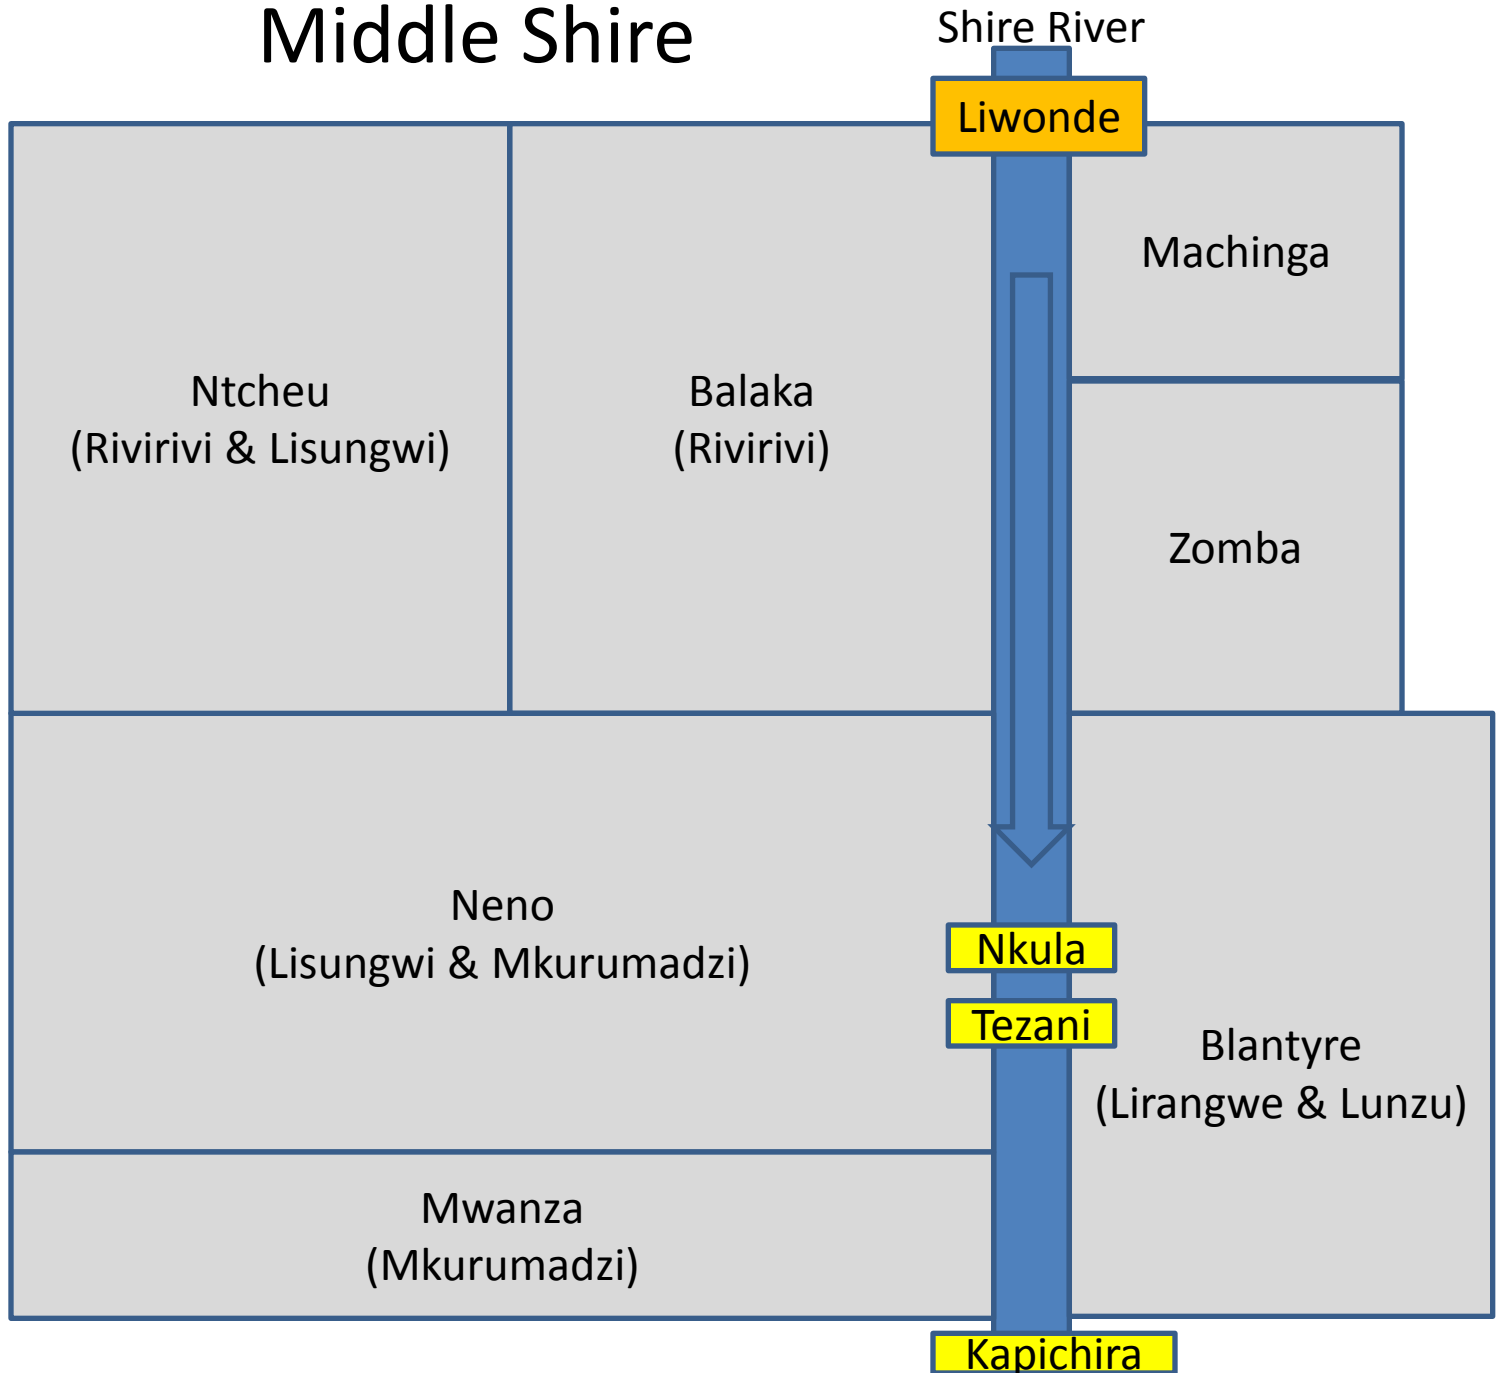 Middle Shire
Shire River
Liwonde
Machinga
Ntcheu
(Rivirivi & Lisungwi)
Balaka
(Rivirivi)
Zomba
Neno
(Lisungwi & Mkurumadzi)
Nkula
Tezani
Blantyre
(Lirangwe & Lunzu)
Mwanza
(Mkurumadzi)
Kapichira